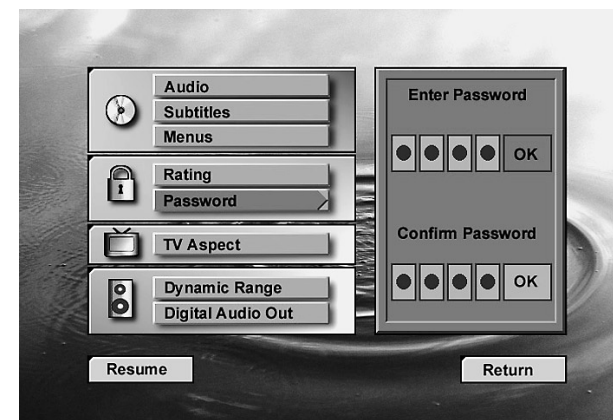 Audio
Subtitles
Menus
Rating
Password
TV Aspect
Dynamic Range
Digital Audio Out
Enter Password
OK
Confirm Password
OK
Resume
Return